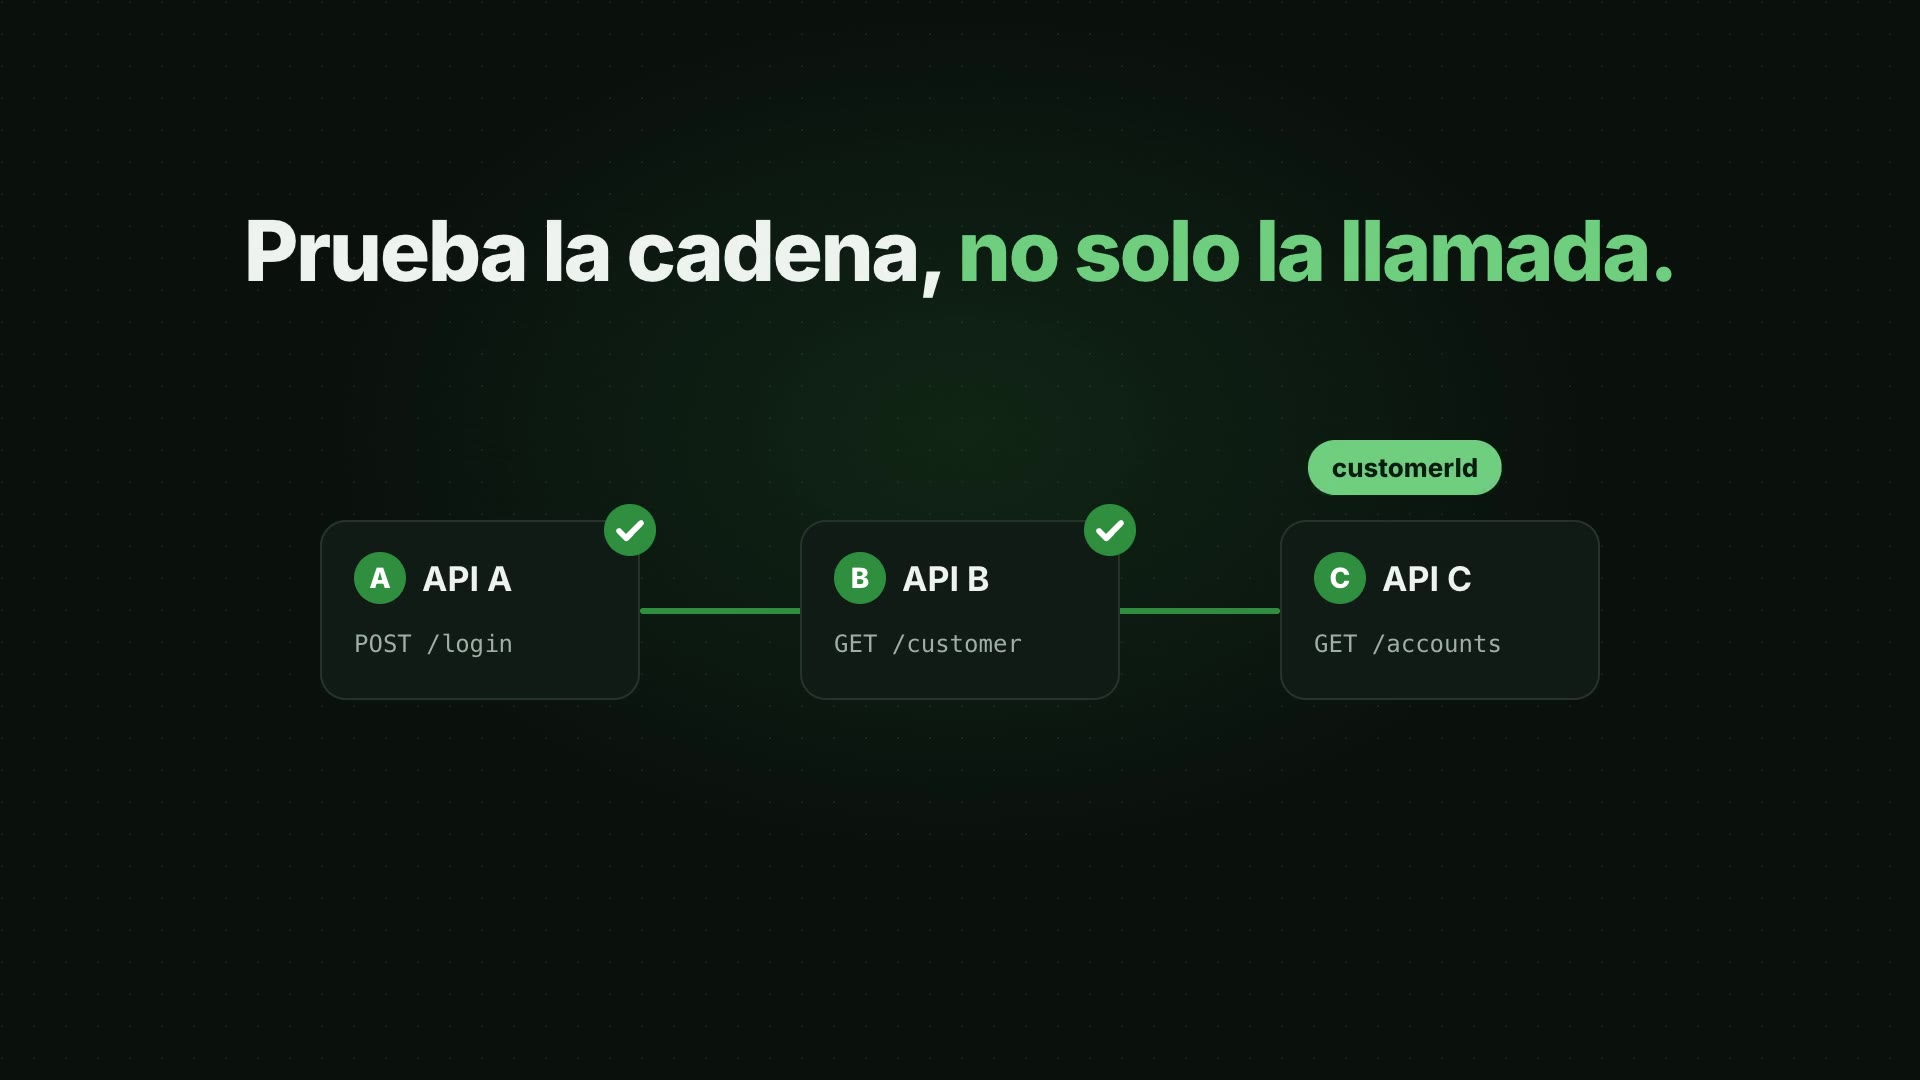 Prueba la cadena, no solo la llamada.
customerId
A API A
POST /login
B API B
GET /customer
C API C
GET /accounts